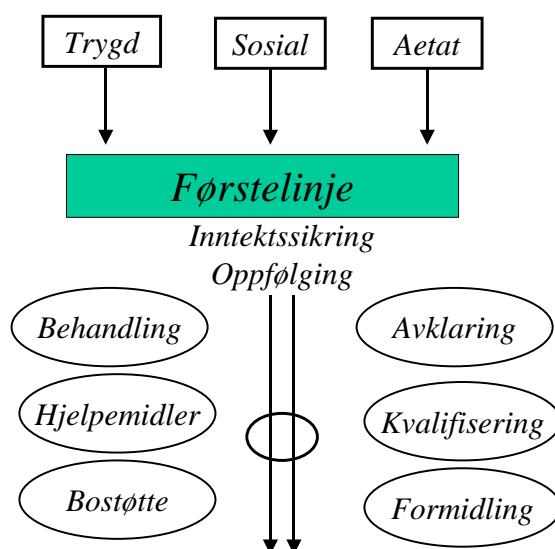 Trygd
Sosial
Aetat
Førstelinje
Inntektssikring
Oppfølging
Behandling
Avklaring
Hjelpemidler
Kvalifisering
Bostøtte
Formidling